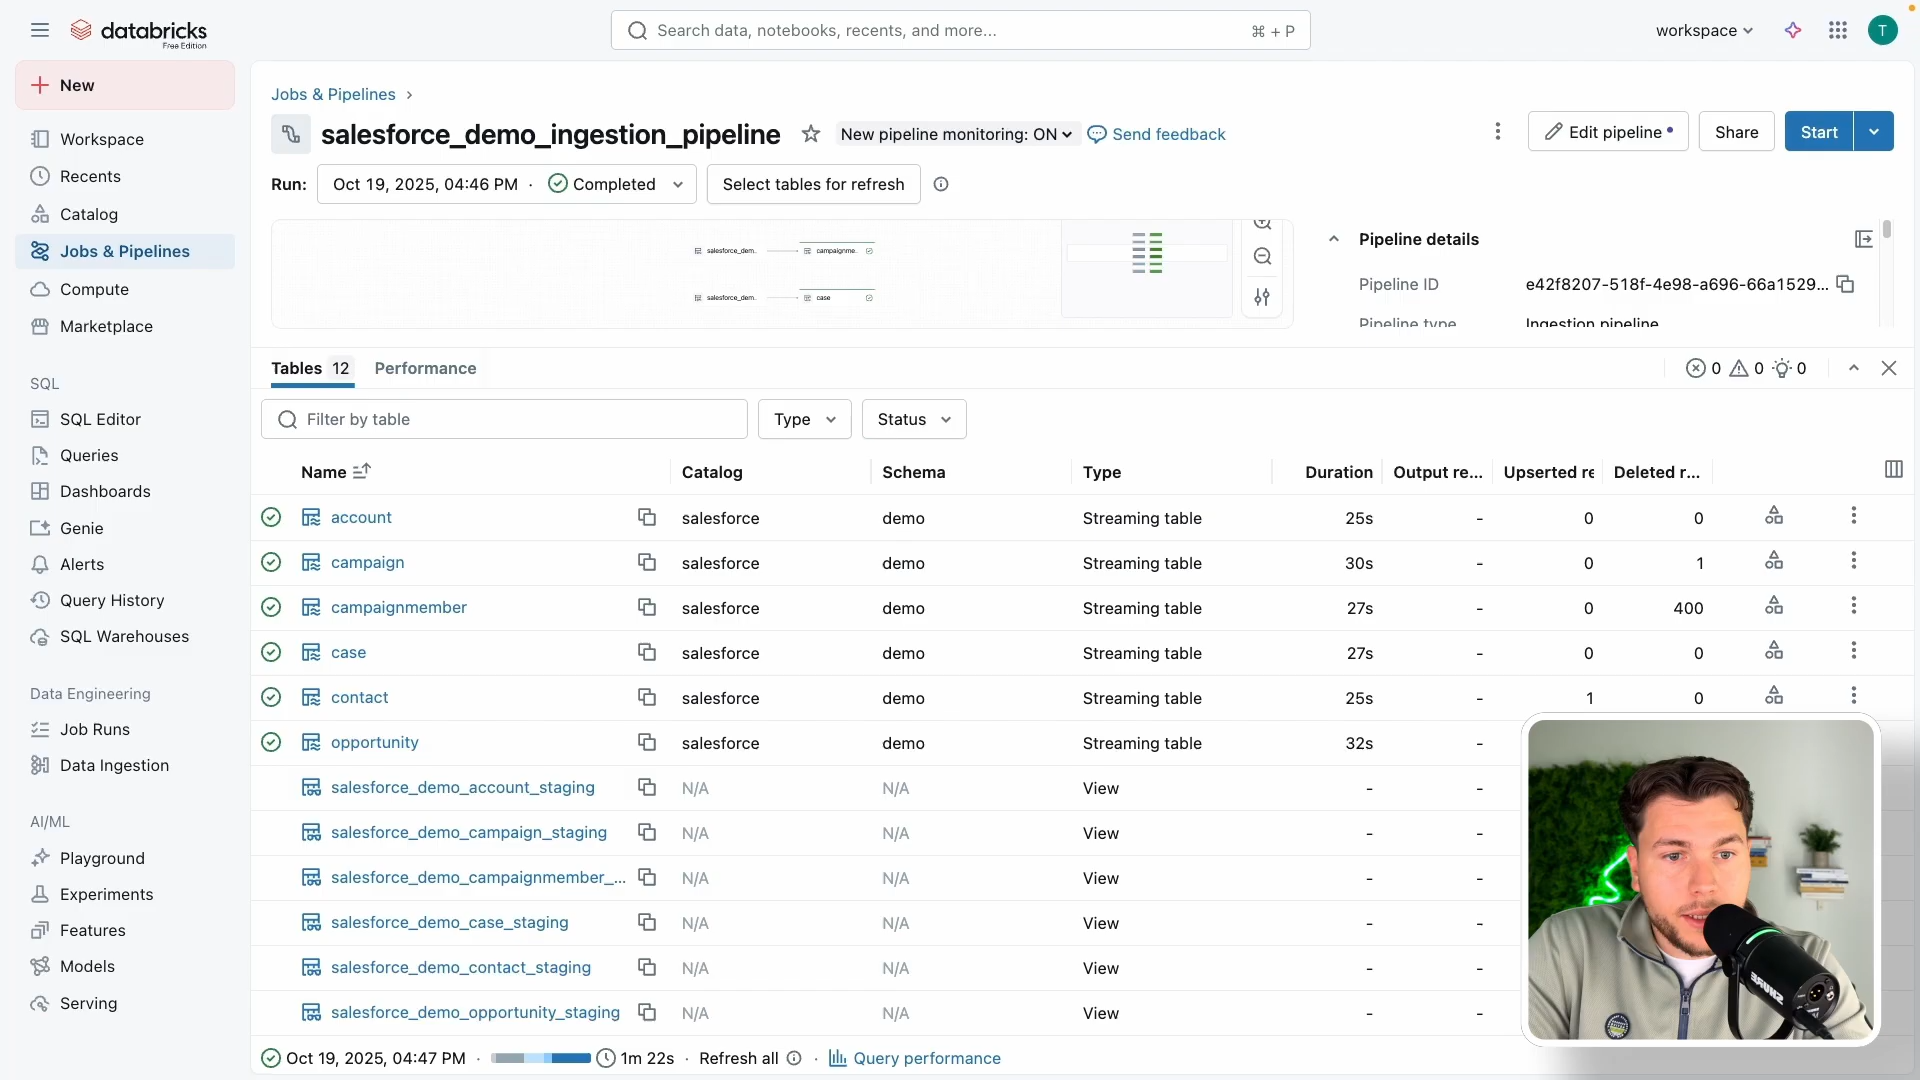 databricks
Free Edition
Search data, notebooks, recents, and more...
⌘ + P
workspace
T
New
Workspace
Recents
Catalog
Jobs & Pipelines
Compute
Marketplace
SQL
SQL Editor
Queries
Dashboards
Genie
Alerts
Query History
SQL Warehouses
Data Engineering
Job Runs
Data Ingestion
AI/ML
Playground
Experiments
Features
Models
Serving
Jobs & Pipelines ›
salesforce_demo_ingestion_pipeline
New pipeline monitoring: ON
Send feedback
Edit pipeline
Share
Start
Run: Oct 19, 2025, 04:46 PM · Completed
Select tables for refresh
salesforce_dem.. campaignme..
salesforce_dem.. case
Pipeline details
Pipeline ID e42f8207-518f-4e98-a696-66a1529...
Pipeline type Ingestion pipeline
Tables 12 Performance
0 0 0
Filter by table
Type
Status
Name Catalog Schema Type Duration Output re... Upserted re Deleted r...
account salesforce demo Streaming table 25s - 0 0
campaign salesforce demo Streaming table 30s - 0 1
campaignmember salesforce demo Streaming table 27s - 0 400
case salesforce demo Streaming table 27s - 0 0
contact salesforce demo Streaming table 25s - 1 0
opportunity salesforce demo Streaming table 32s -
salesforce_demo_account_staging N/A N/A View - -
salesforce_demo_campaign_staging N/A N/A View - -
salesforce_demo_campaignmember_... N/A N/A View - -
salesforce_demo_case_staging N/A N/A View - -
salesforce_demo_contact_staging N/A N/A View - -
salesforce_demo_opportunity_staging N/A N/A View - -
Oct 19, 2025, 04:47 PM · 1m 22s · Refresh all · Query performance
SHURE